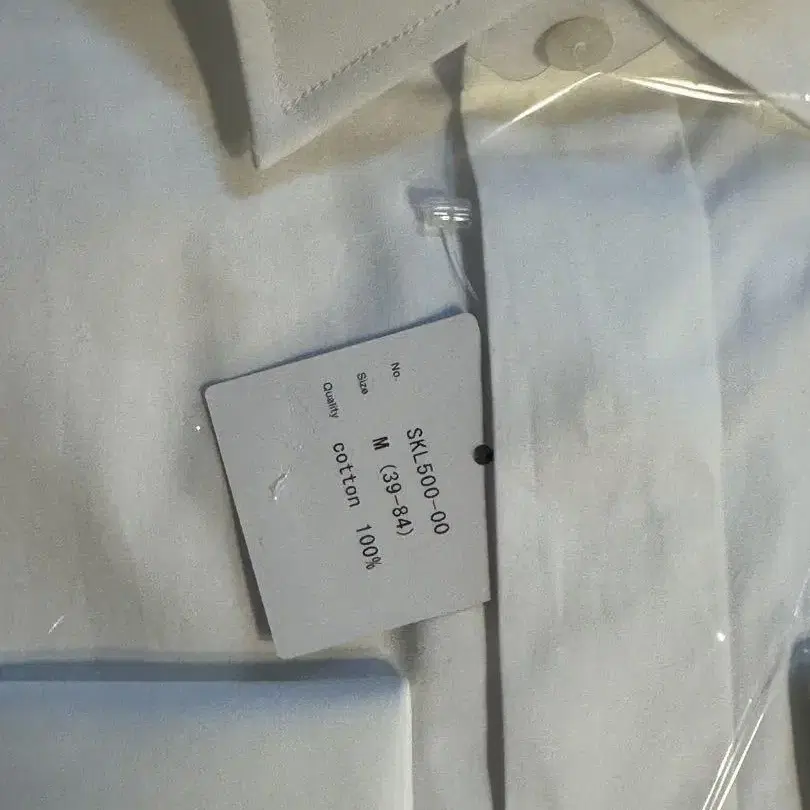 No. SKL500-00
Size M (39-84)
Quality cotton 100%